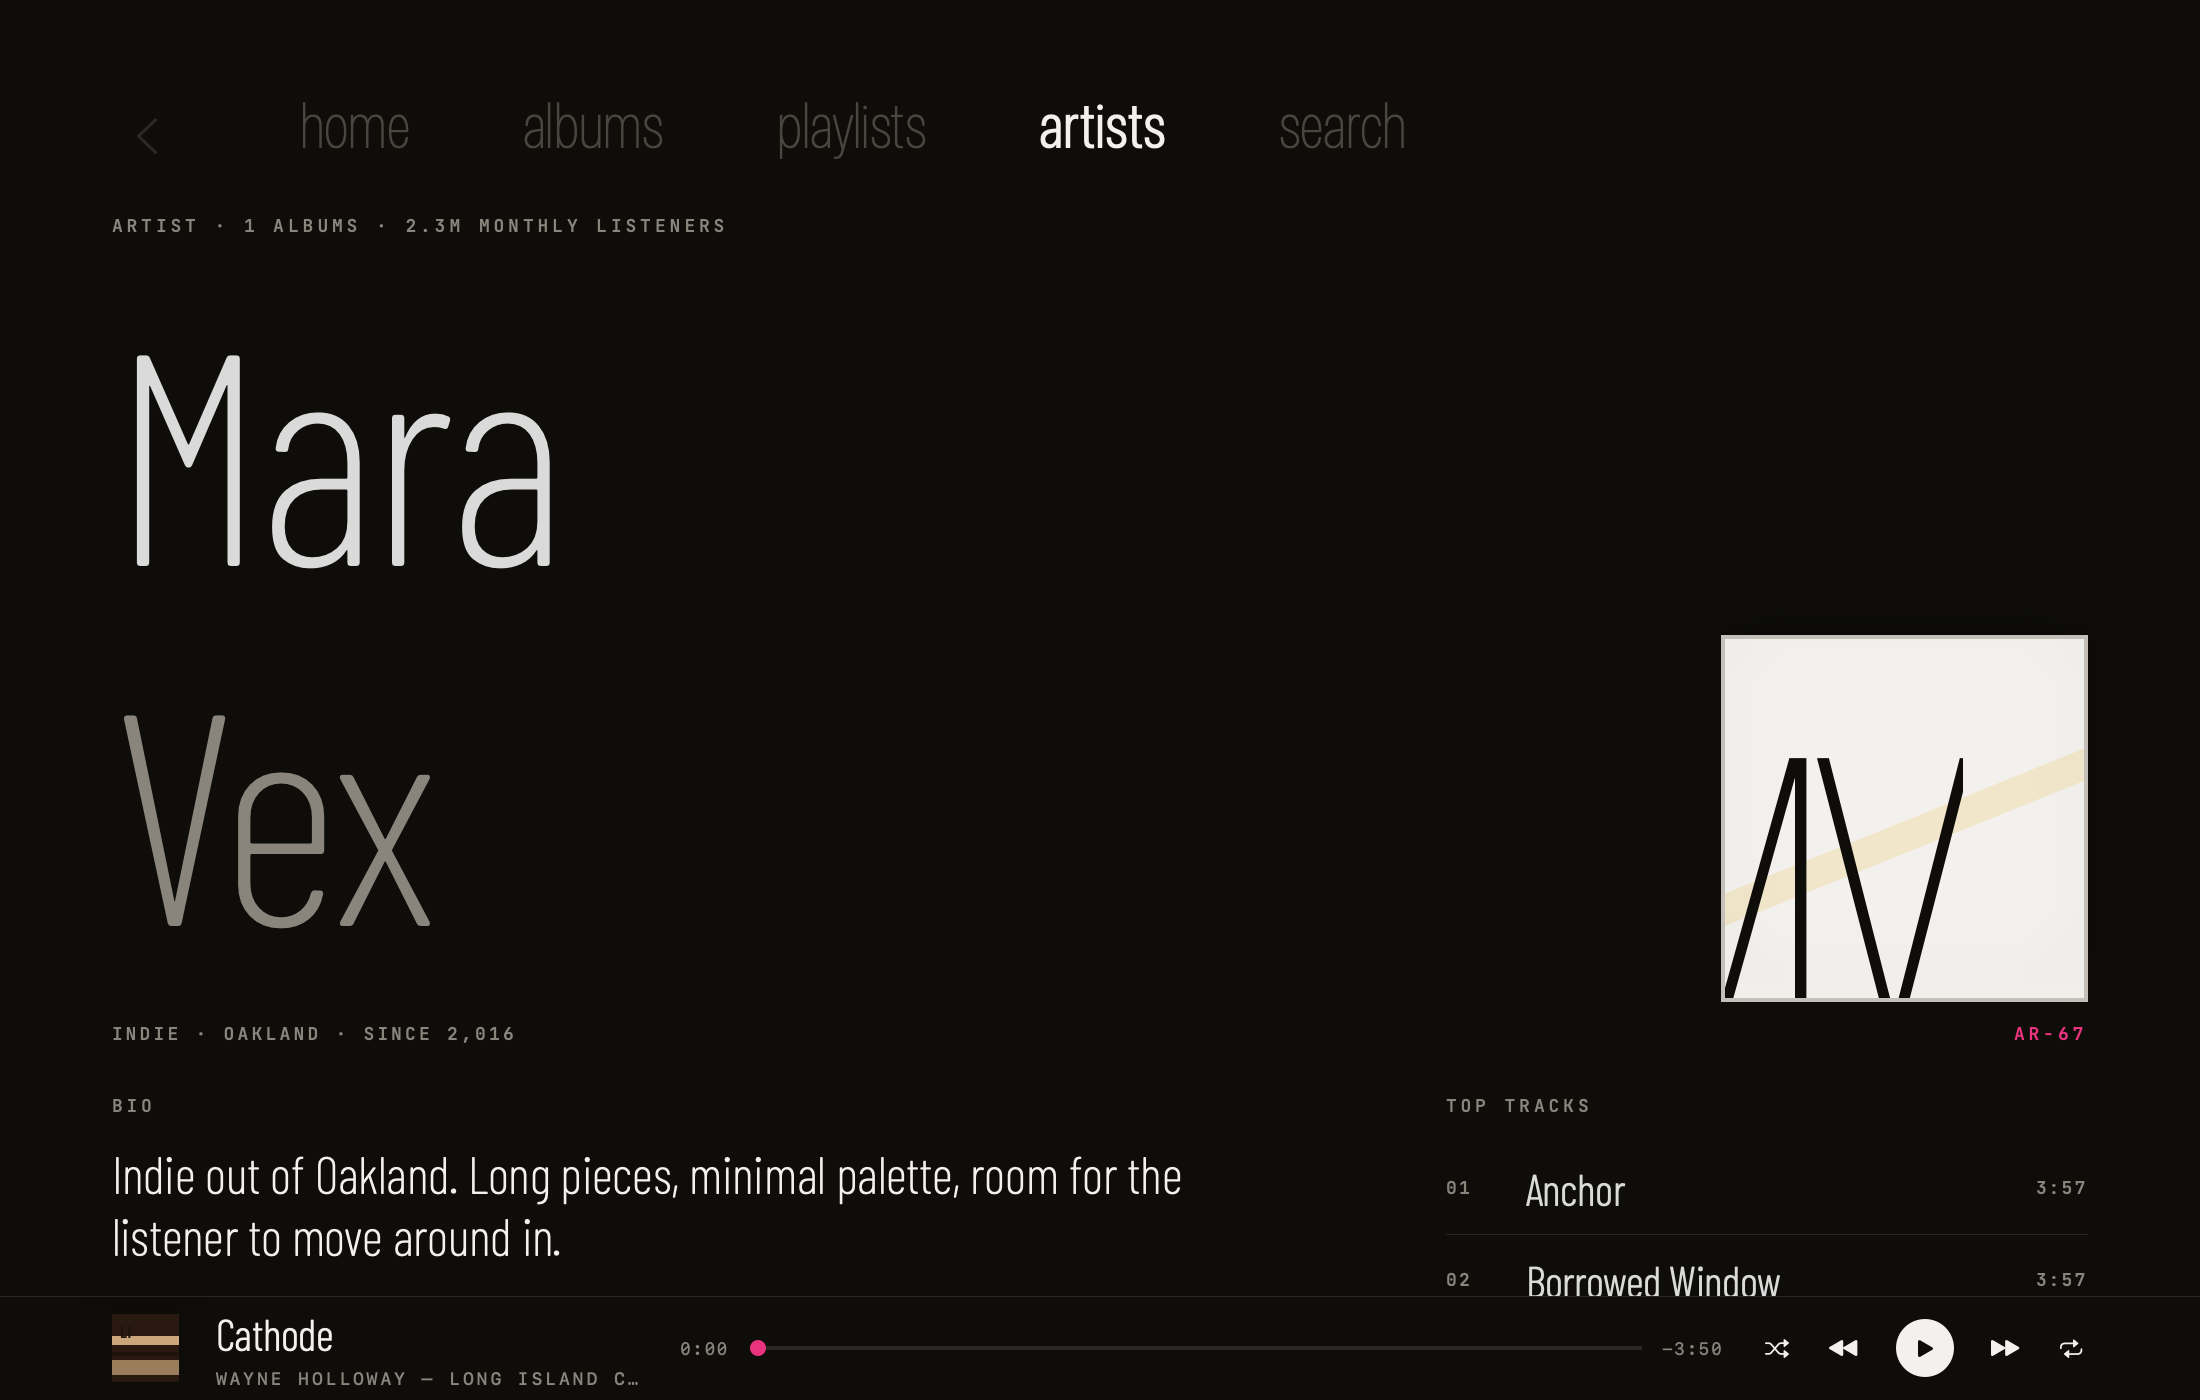 home albums playlists artists search
ARTIST · 1 ALBUMS · 2.3M MONTHLY LISTENERS
Mara
Vex
INDIE · OAKLAND · SINCE 2,016
AR-67
BIO
Indie out of Oakland. Long pieces, minimal palette, room for the
listener to move around in.
TOP TRACKS
01 Anchor 3:57
02 Borrowed Window 3:57
Cathode
WAYNE HOLLOWAY — LONG ISLAND C…
0:00
−3:50